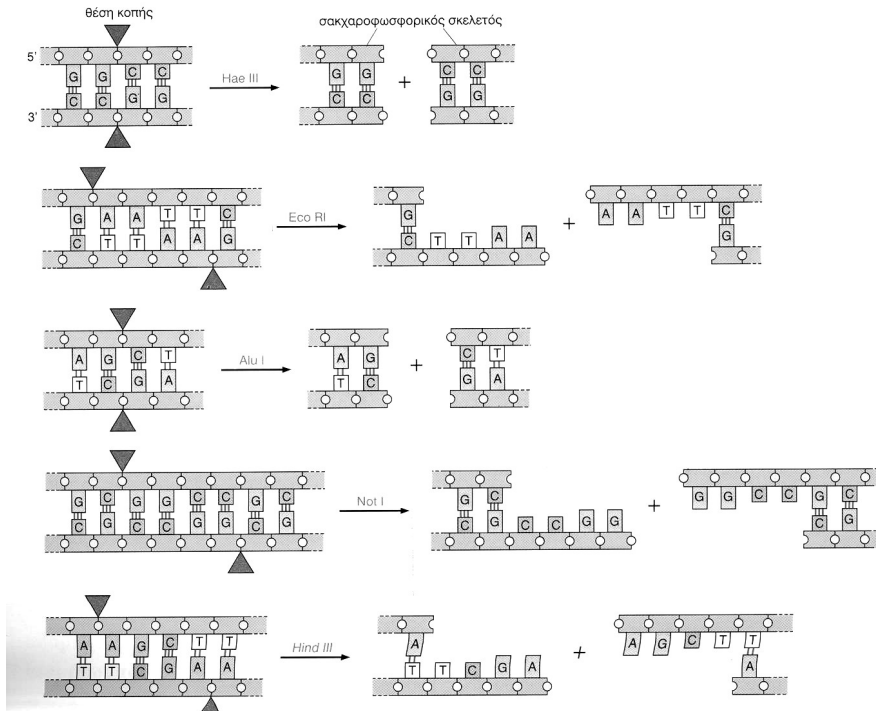 θέση κοπής
σακχαροφωσφορικός σκελετός
5'
G G C C
Hae III
G G + C C
C C G G
C C G G
3'
G A A T T C
Eco RI
G
+
A A T T C
C T T A A G
C T T A A
G
A G C T
Alu I
A G + C T
T C G A
T C G A
G C G G C C G C
Not I
G C
+
G G C C G C
C G C C G G C G
C G C C G G
C G
A A G C T T
Hind III
A
+
A G C T T
T T C G A A
T T C G A
A